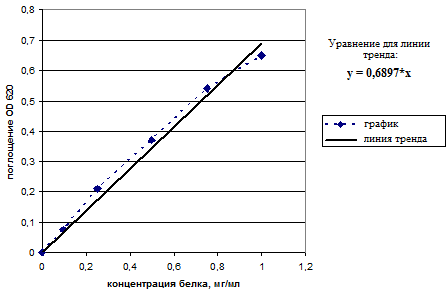 0,8
0,7
0,6
0,5
0,4
0,3
0,2
0,1
0
0
0,2
0,4
0,6
0,8
1
1,2
поглощение OD 620
концентрация белка, мг/мл
Уравнение для линии
тренда:
y = 0,6897*x
график
линия тренда